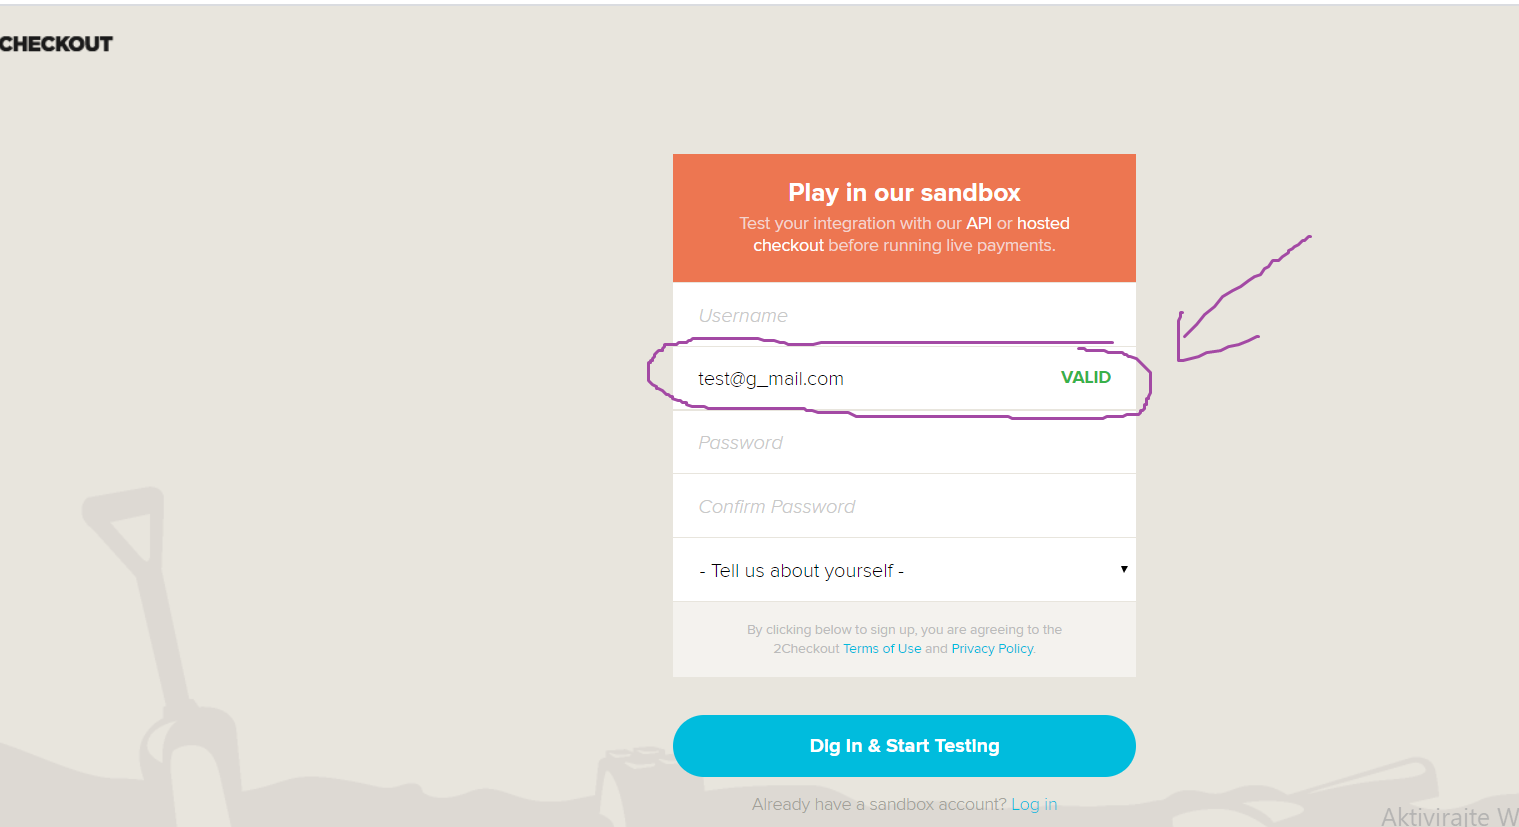 CHECKOUT
Play in our sandbox
Test your integration with our API or hosted
checkout before running live payments.
Username
test@g_mail.com VALID
Password
Confirm Password
- Tell us about yourself -
By clicking below to sign up, you are agreeing to the
2Checkout Terms of Use and Privacy Policy.
Dig In & Start Testing
Already have a sandbox account? Log in
Aktiviraite W